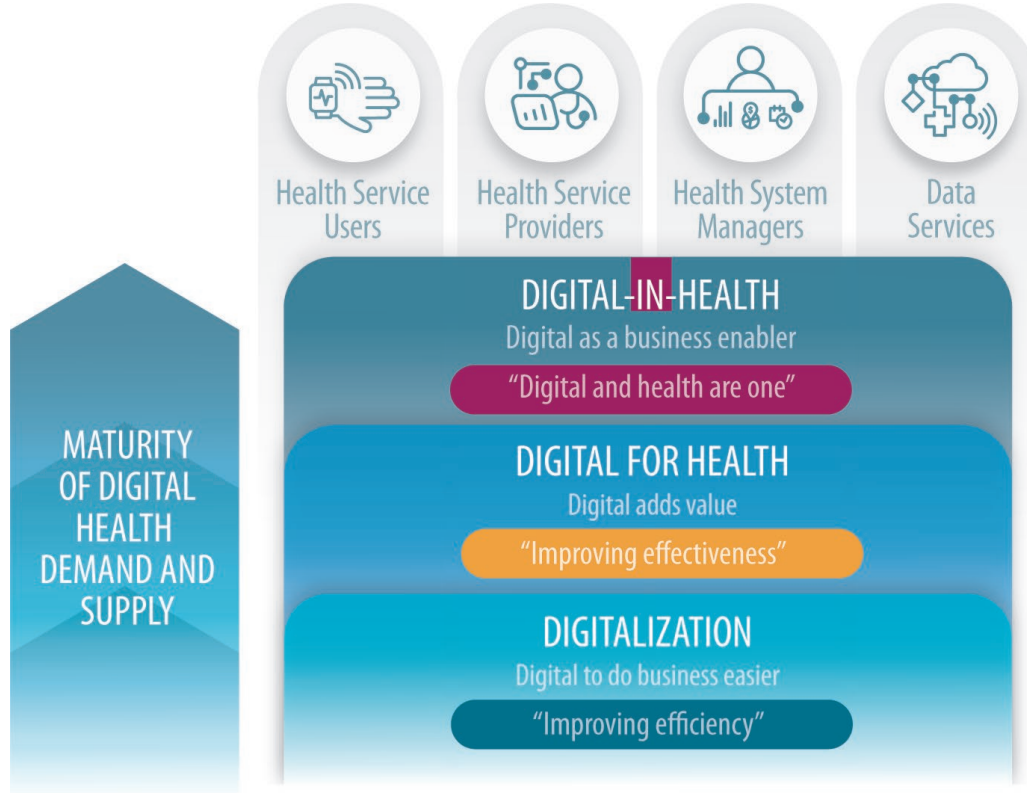 Health Service
Users
Health Service
Providers
Health System
Managers
Data
Services
DIGITAL-IN-HEALTH
Digital as a business enabler
“Digital and health are one”
DIGITAL FOR HEALTH
Digital adds value
“Improving effectiveness”
DIGITALIZATION
Digital to do business easier
“Improving efficiency”
MATURITY
OF DIGITAL
HEALTH
DEMAND AND
SUPPLY